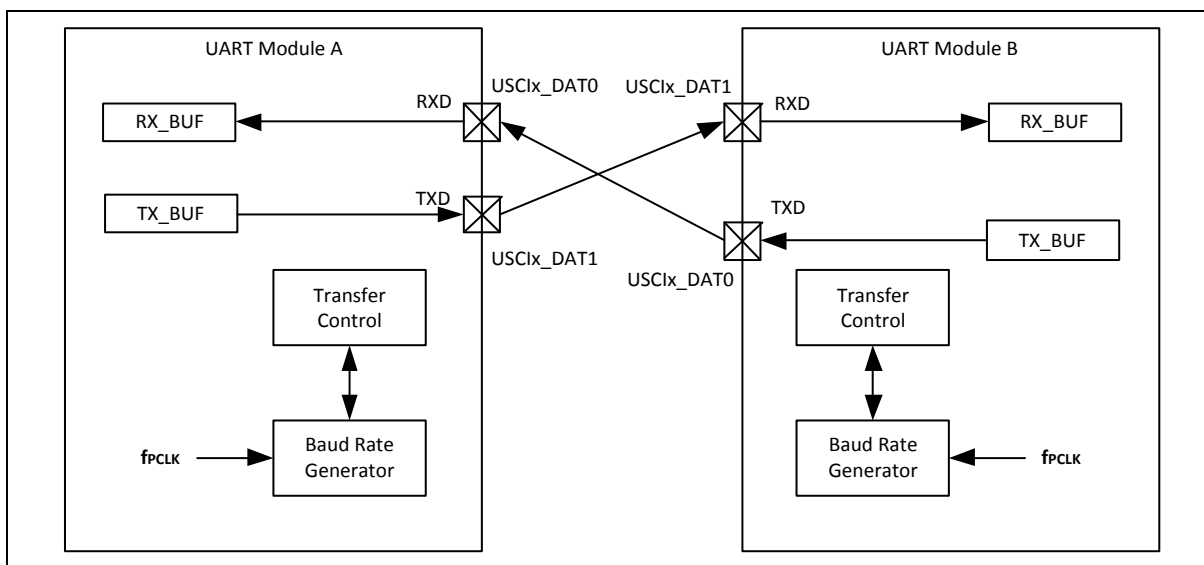 UART Module A
UART Module B
USCIx_DAT0
USCIx_DAT1
RXD
RXD
RX_BUF
RX_BUF
TXD
TXD
TX_BUF
TX_BUF
USCIx_DAT1
USCIx_DAT0
Transfer
Control
Transfer
Control
fPCLK
Baud Rate
Generator
Baud Rate
Generator
fPCLK